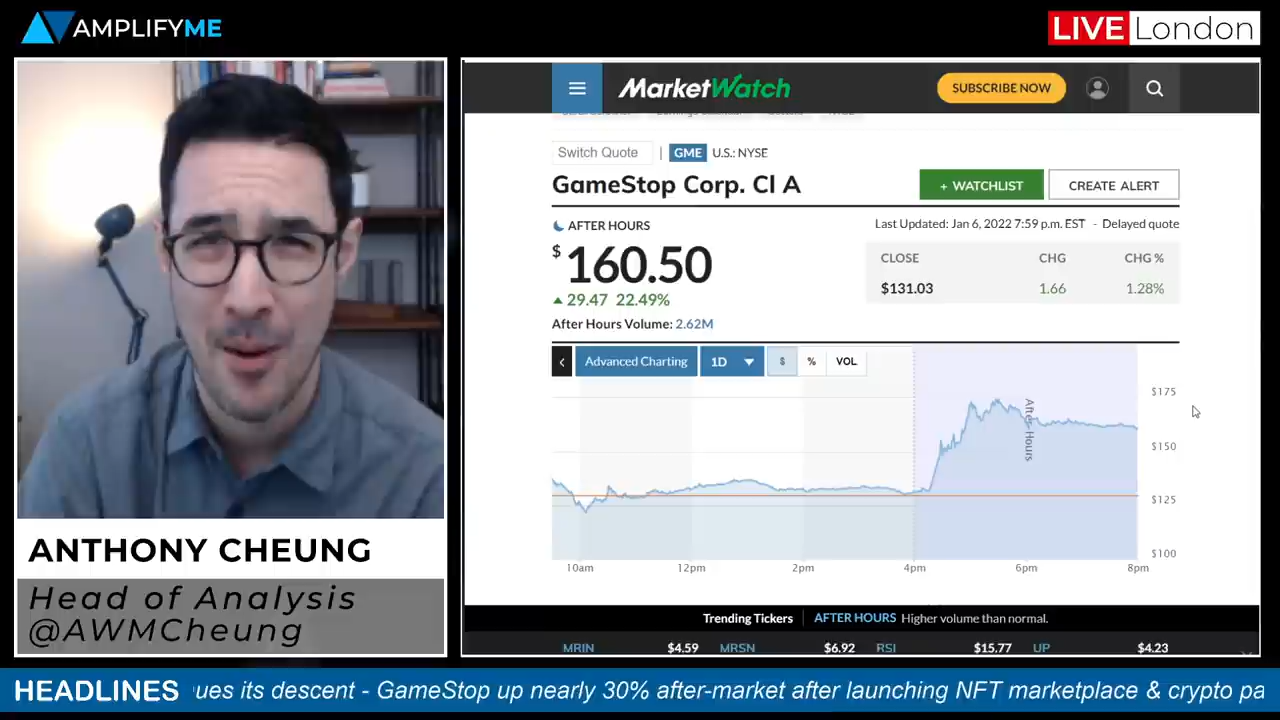 AMPLIFYME
LIVE London
MarketWatch
SUBSCRIBE NOW
Switch Quote | GME U.S.: NYSE
GameStop Corp. Cl A
+ WATCHLIST
CREATE ALERT
AFTER HOURS
Last Updated: Jan 6, 2022 7:59 p.m. EST - Delayed quote
$160.50
29.47 22.49%
After Hours Volume: 2.62M
CLOSE CHG CHG %
$131.03 1.66 1.28%
Advanced Charting 1D $ % VOL
After Hours
$175
$150
$125
$100
10am 12pm 2pm 4pm 6pm 8pm
Trending Tickers | AFTER HOURS Higher volume than normal.
MRIN $4.59 MRSN $6.92 RSI $15.77 UP $4.23
ANTHONY CHEUNG
Head of Analysis
@AWMCheung
HEADLINES ues its descent - GameStop up nearly 30% after-market after launching NFT marketplace & crypto pa